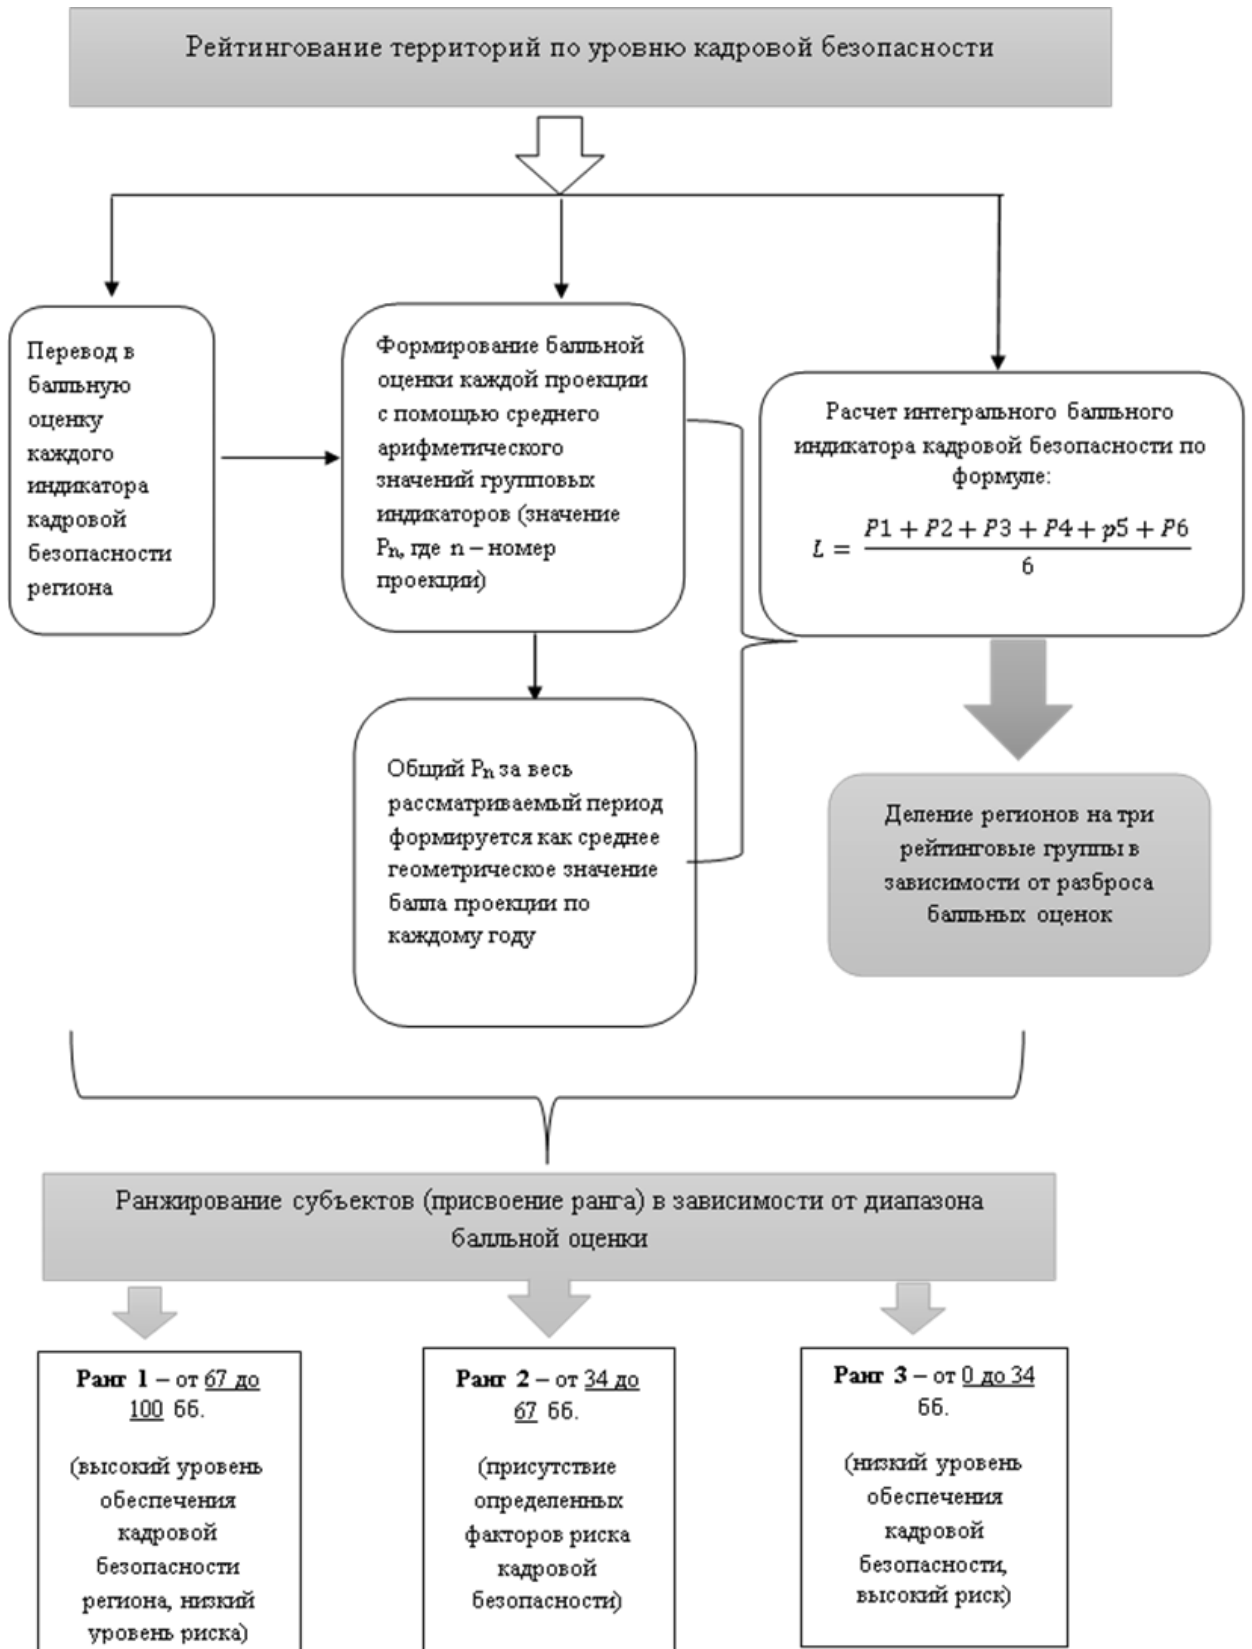 Рейтингование территорий по уровню кадровой безопасности
Перевод в
балльную
оценку
каждого
индикатора
кадровой
безопасности
региона
Формирование балльной
оценки каждой проекции
с помощью среднего
арифметического
значений групповых
индикаторов (значение
Pn, где n – номер
проекции)
Расчет интегрального балльного
индикатора кадровой безопасности по
формуле:
L = (P1 + P2 + P3 + P4 + p5 + P6) / 6
Общий Pn за весь
рассматриваемый период
формируется как среднее
геометрическое значение
балла проекции по
каждому году
Деление регионов на три
рейтинговые группы в
зависимости от разброса
балльных оценок
Ранжирование субъектов (присвоение ранга) в зависимости от диапазона
балльной оценки
Ранг 1 – от 67 до
100 бб.
(высокий уровень
обеспечения
кадровой
безопасности
региона, низкий
уровень риска)
Ранг 2 – от 34 до
67 бб.
(присутствие
определенных
факторов риска
кадровой
безопасности)
Ранг 3 – от 0 до 34
бб.
(низкий уровень
обеспечения
кадровой
безопасности,
высокий риск)